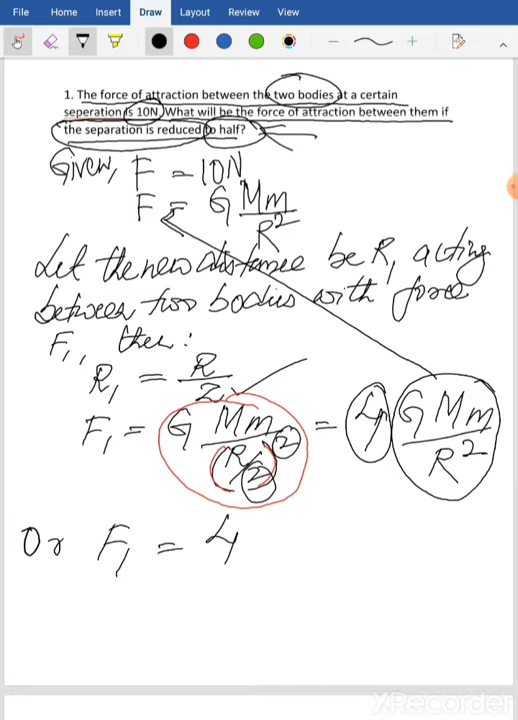 File Home Insert Draw Layout Review View
1. The force of attraction between the two bodies at a certain
seperation is 10N. What will be the force of attraction between them if
the separation is reduced to half?
Given, F = 10N
F = G Mm / R²
Let the new distance be R₁ acting
between two bodies with force
F₁, then:
R₁ = R / 2
F₁ = G Mm / (R/2)² = 4 G Mm / R²
Or F₁ = 4
XRecorder